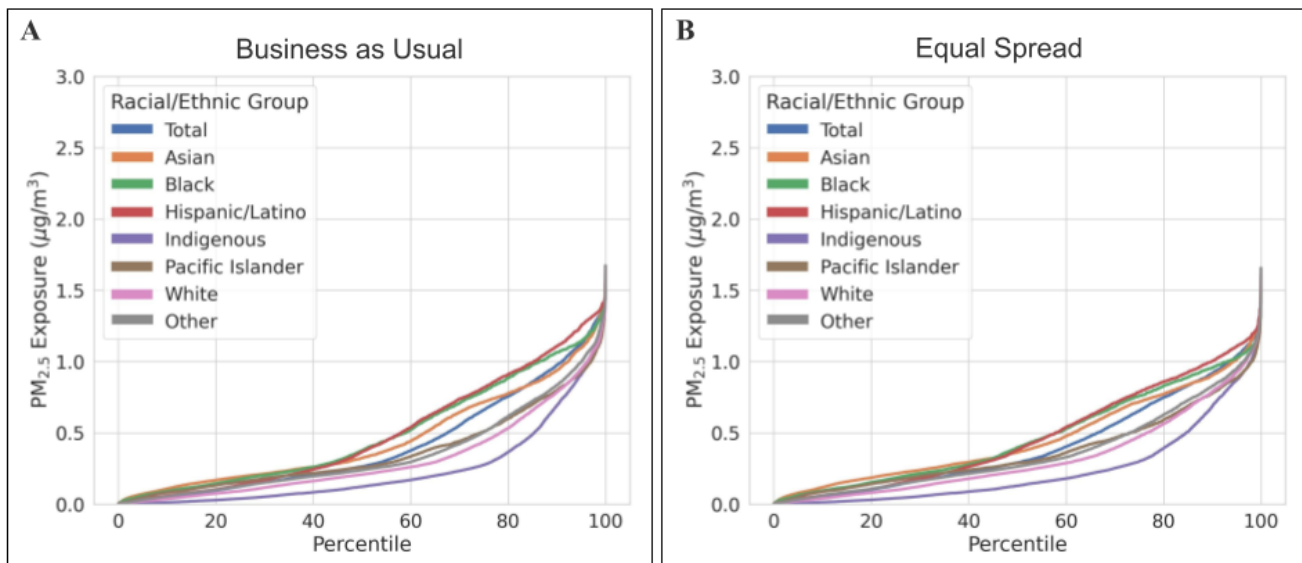 A
Business as Usual
3.0
2.5
2.0
1.5
1.0
0.5
0.0
PM2.5 Exposure (μg/m³)
Racial/Ethnic Group
Total
Asian
Black
Hispanic/Latino
Indigenous
Pacific Islander
White
Other
0 20 40 60 80 100
Percentile
B
Equal Spread
3.0
2.5
2.0
1.5
1.0
0.5
0.0
PM2.5 Exposure (μg/m³)
Racial/Ethnic Group
Total
Asian
Black
Hispanic/Latino
Indigenous
Pacific Islander
White
Other
0 20 40 60 80 100
Percentile